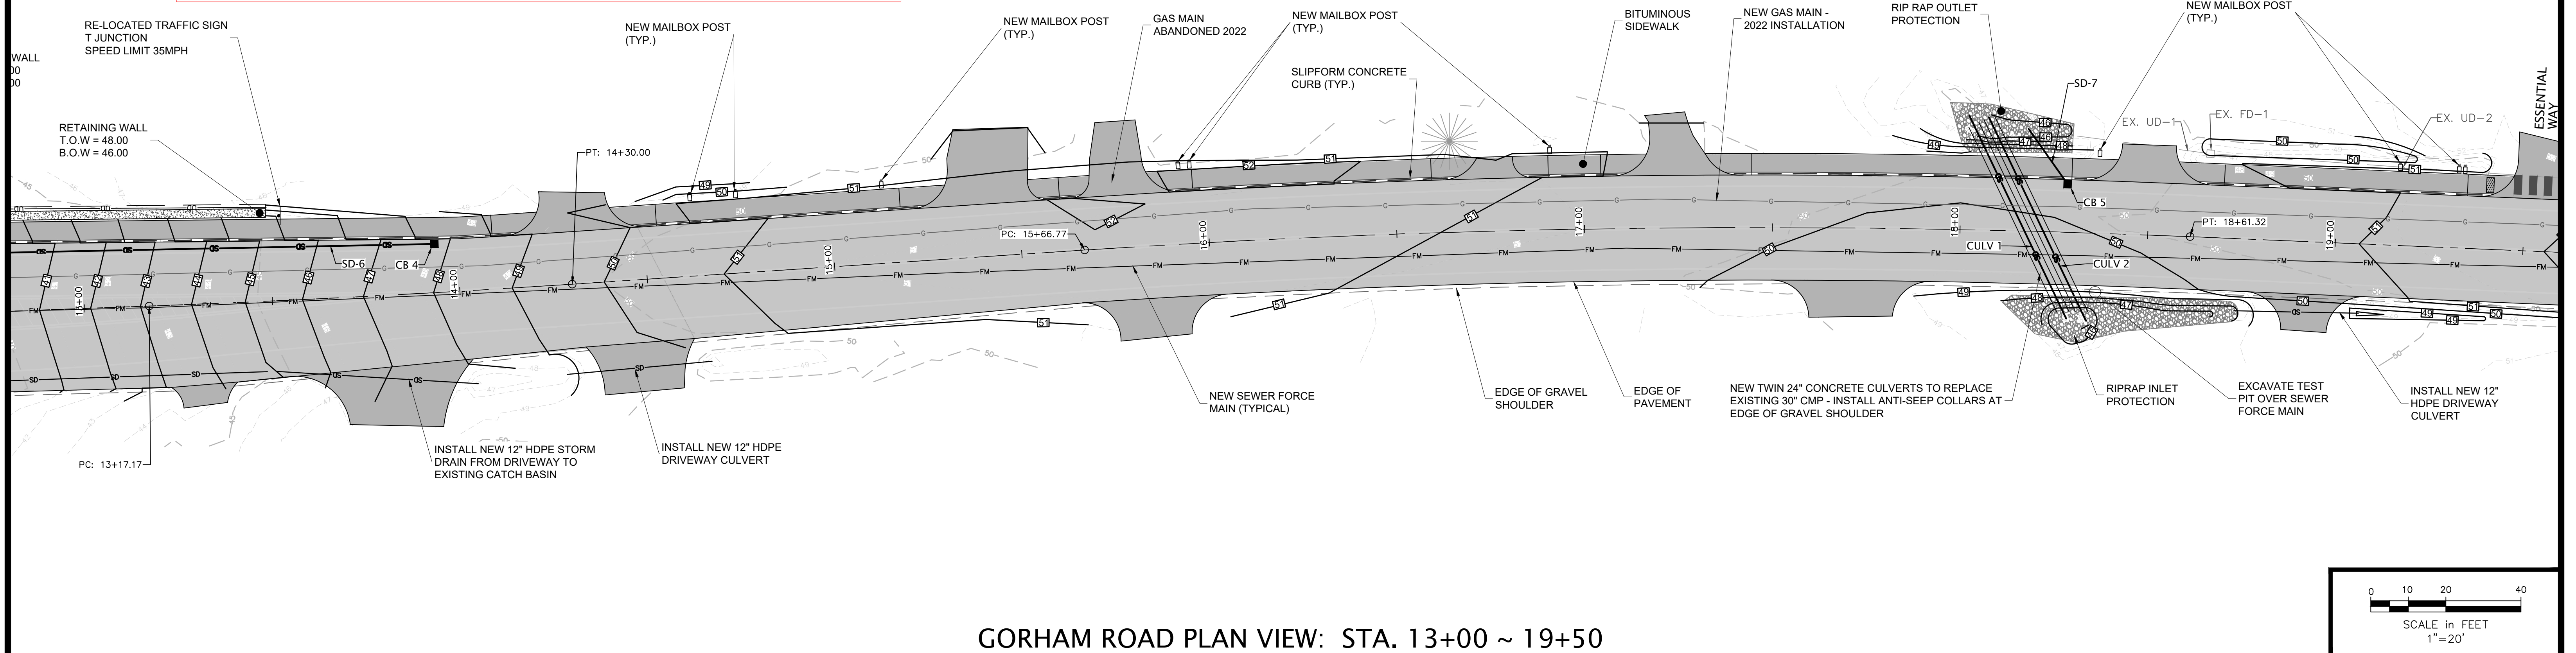 RE-LOCATED TRAFFIC SIGN
T JUNCTION
SPEED LIMIT 35MPH
WALL
00
00
RETAINING WALL
T.O.W = 48.00
B.O.W = 46.00
NEW MAILBOX POST
(TYP.)
NEW MAILBOX POST
(TYP.)
GAS MAIN
ABANDONED 2022
NEW MAILBOX POST
(TYP.)
SLIPFORM CONCRETE
CURB (TYP.)
BITUMINOUS
SIDEWALK
NEW GAS MAIN -
2022 INSTALLATION
RIP RAP OUTLET
PROTECTION
NEW MAILBOX POST
(TYP.)
ESSENTIAL
WAY
SD-7
EX. UD-1
EX. FD-1
EX. UD-2
CB 5
PT: 14+30.00
PC: 15+66.77
PT: 18+61.32
PC: 13+17.17
SD-6
CB 4
CULV 1
CULV 2
13+00
14+00
15+00
16+00
17+00
18+00
19+00
INSTALL NEW 12" HDPE STORM
DRAIN FROM DRIVEWAY TO
EXISTING CATCH BASIN
INSTALL NEW 12" HDPE
DRIVEWAY CULVERT
NEW SEWER FORCE
MAIN (TYPICAL)
EDGE OF GRAVEL
SHOULDER
EDGE OF
PAVEMENT
NEW TWIN 24" CONCRETE CULVERTS TO REPLACE
EXISTING 30" CMP - INSTALL ANTI-SEEP COLLARS AT
EDGE OF GRAVEL SHOULDER
RIPRAP INLET
PROTECTION
EXCAVATE TEST
PIT OVER SEWER
FORCE MAIN
INSTALL NEW 12"
HDPE DRIVEWAY
CULVERT
GORHAM ROAD PLAN VIEW: STA. 13+00 ~ 19+50
0 10 20 40
SCALE in FEET
1"=20'